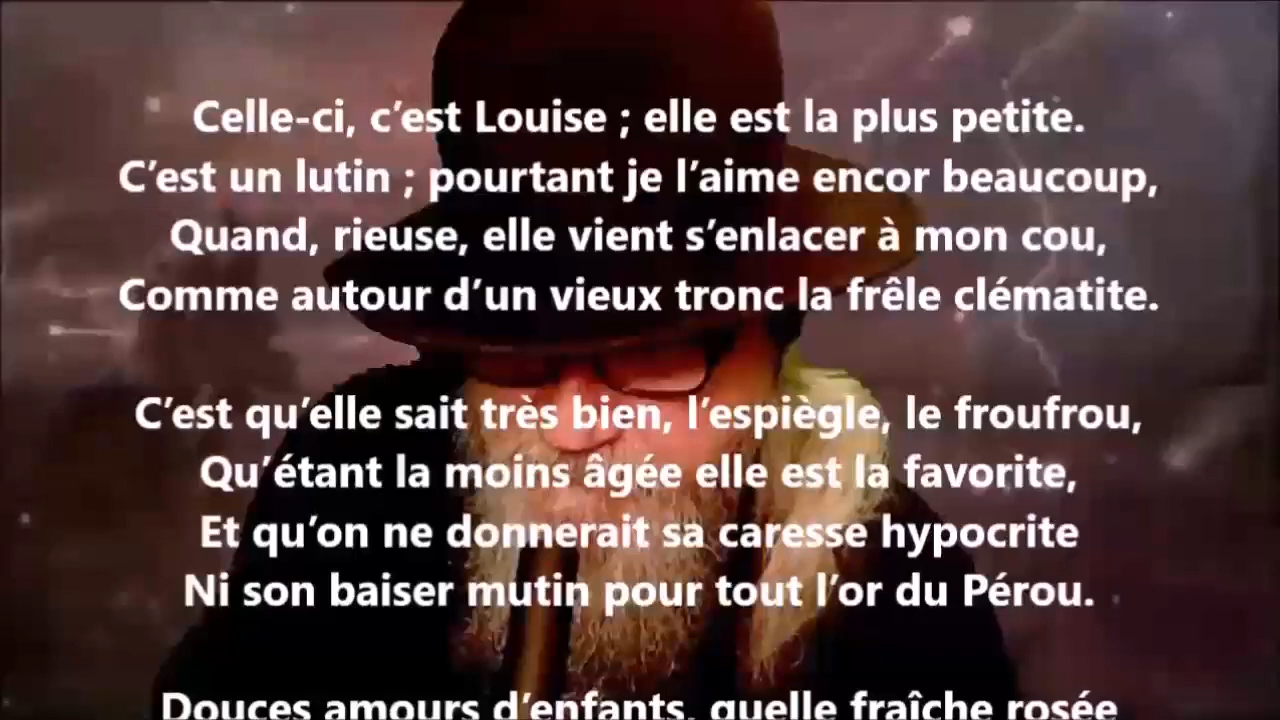 Celle-ci, c’est Louise ; elle est la plus petite.
C’est un lutin ; pourtant je l’aime encor beaucoup,
Quand, rieuse, elle vient s’enlacer à mon cou,
Comme autour d’un vieux tronc la frêle clématite.
C’est qu’elle sait très bien, l’espiègle, le froufrou,
Qu’étant la moins âgée elle est la favorite,
Et qu’on ne donnerait sa caresse hypocrite
Ni son baiser mutin pour tout l’or du Pérou.
Douces amours d’enfants, quelle fraîche rosée